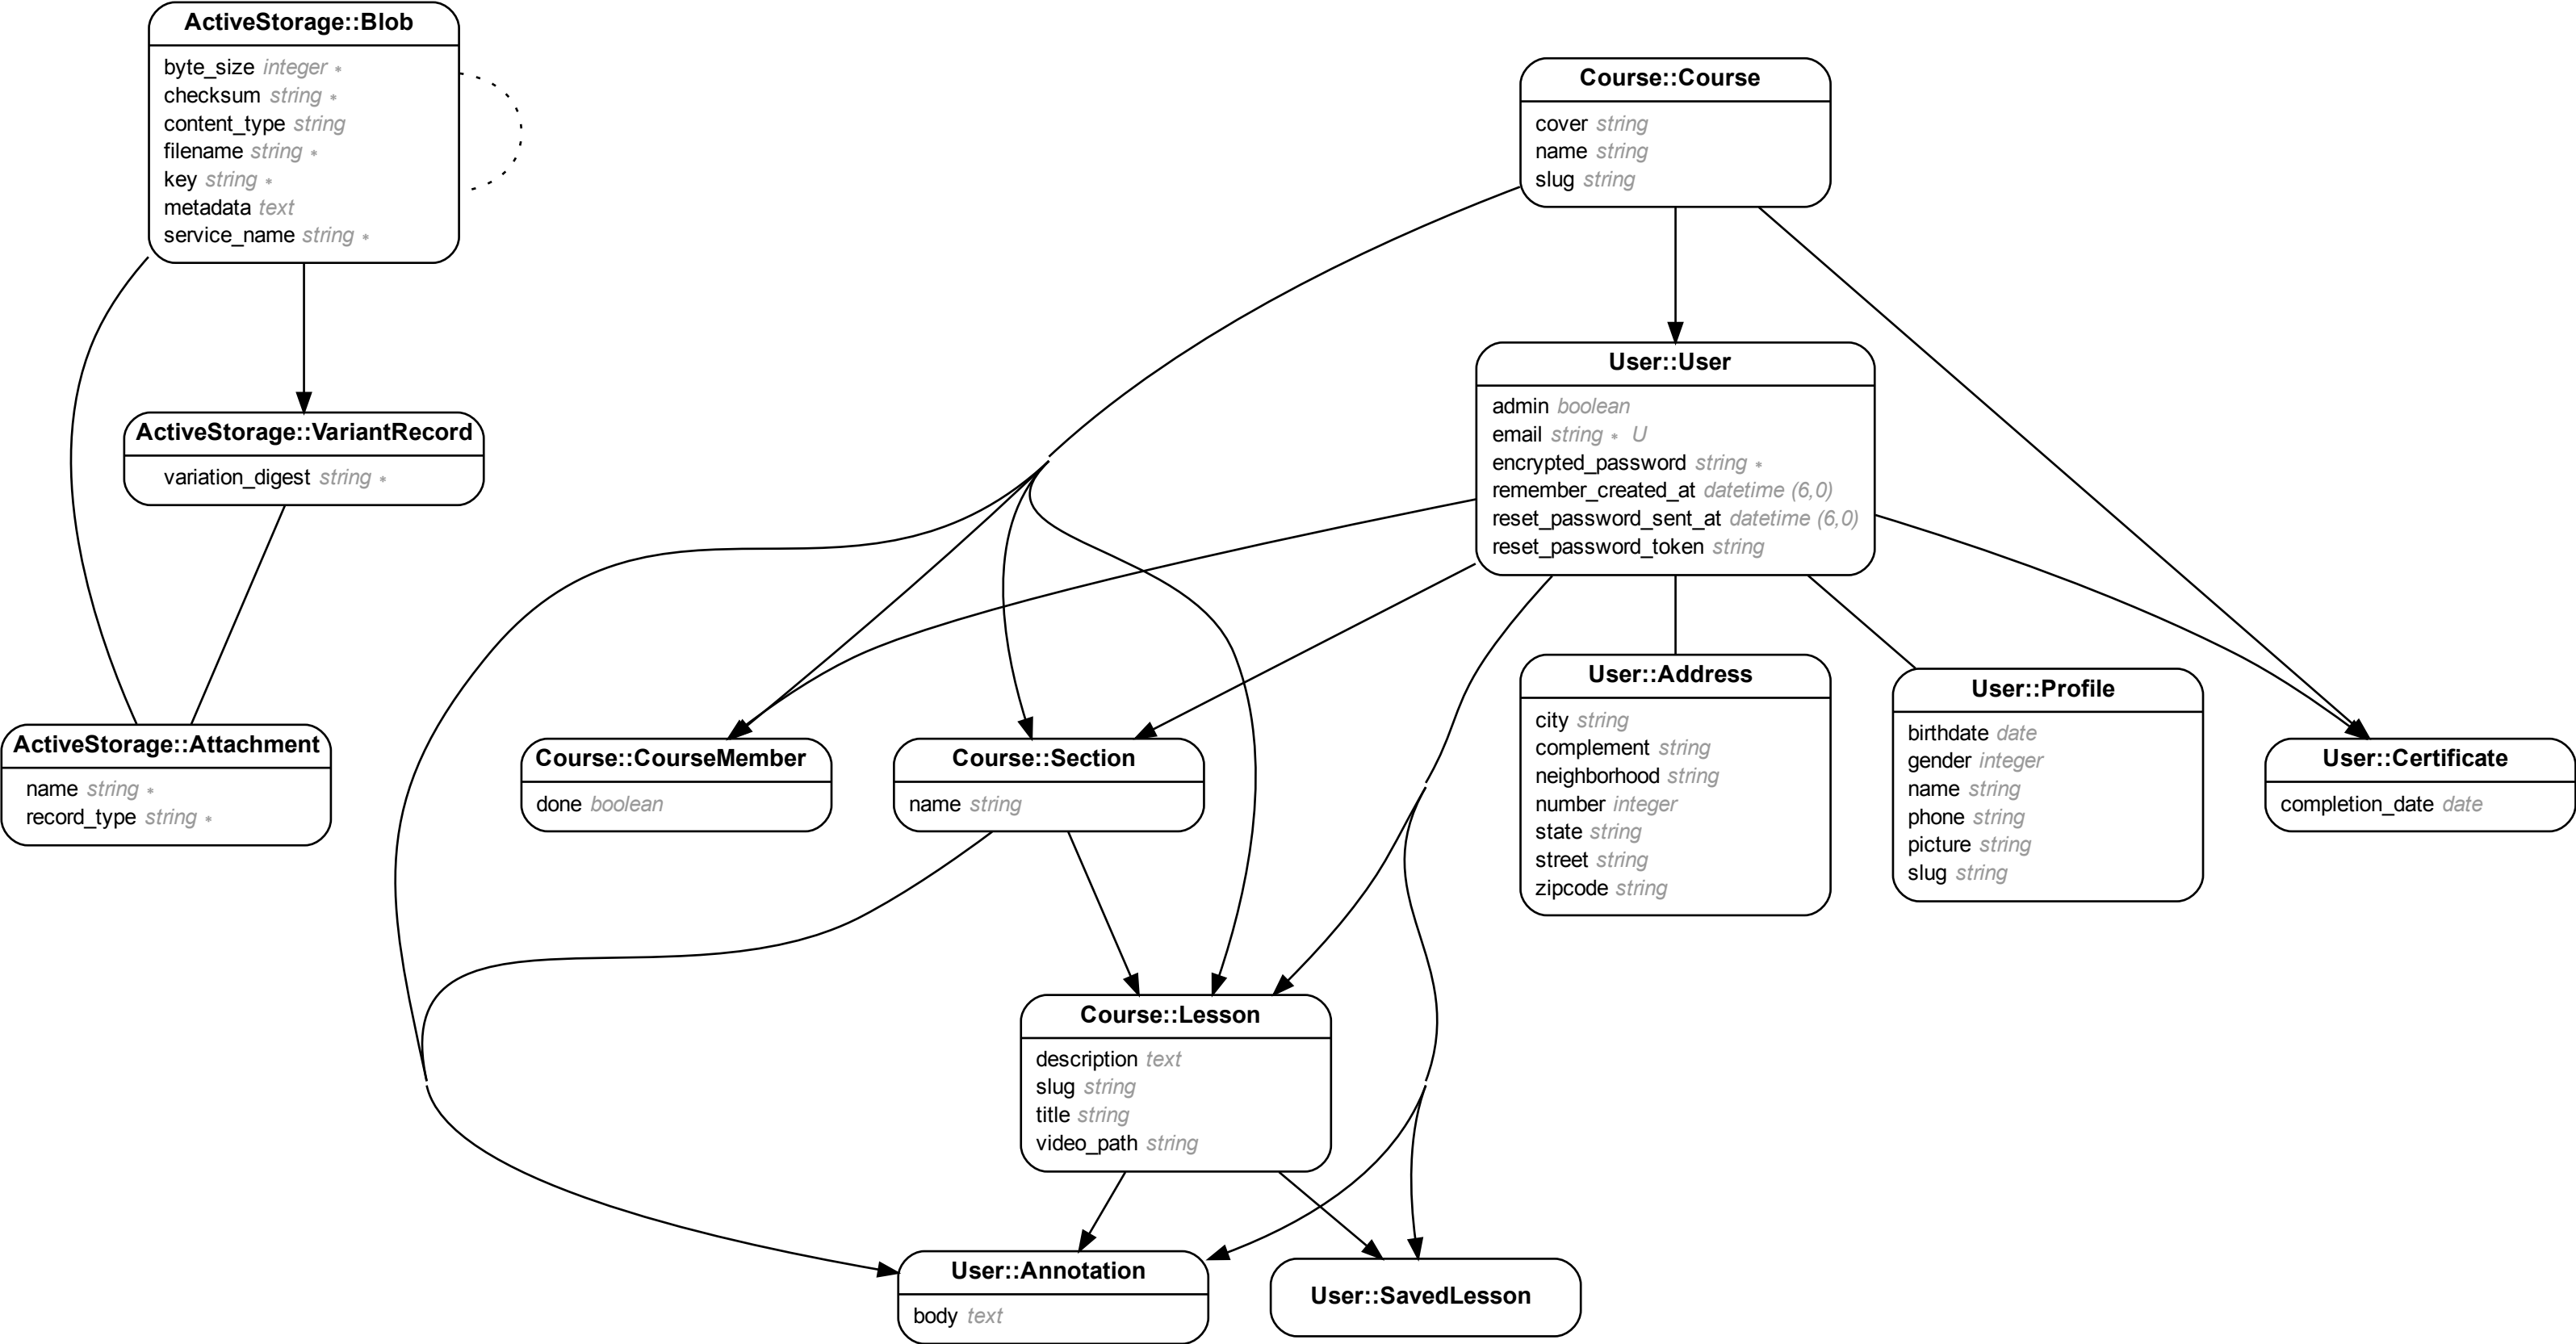 ActiveStorage::Blob
byte_size integer *
checksum string *
content_type string
filename string *
key string *
metadata text
service_name string *
Course::Course
cover string
name string
slug string
User::User
admin boolean
email string * U
encrypted_password string *
remember_created_at datetime (6,0)
reset_password_sent_at datetime (6,0)
reset_password_token string
ActiveStorage::VariantRecord
variation_digest string *
ActiveStorage::Attachment
name string *
record_type string *
Course::CourseMember
done boolean
Course::Section
name string
User::Address
city string
complement string
neighborhood string
number integer
state string
street string
zipcode string
User::Profile
birthdate date
gender integer
name string
phone string
picture string
slug string
User::Certificate
completion_date date
Course::Lesson
description text
slug string
title string
video_path string
User::Annotation
body text
User::SavedLesson